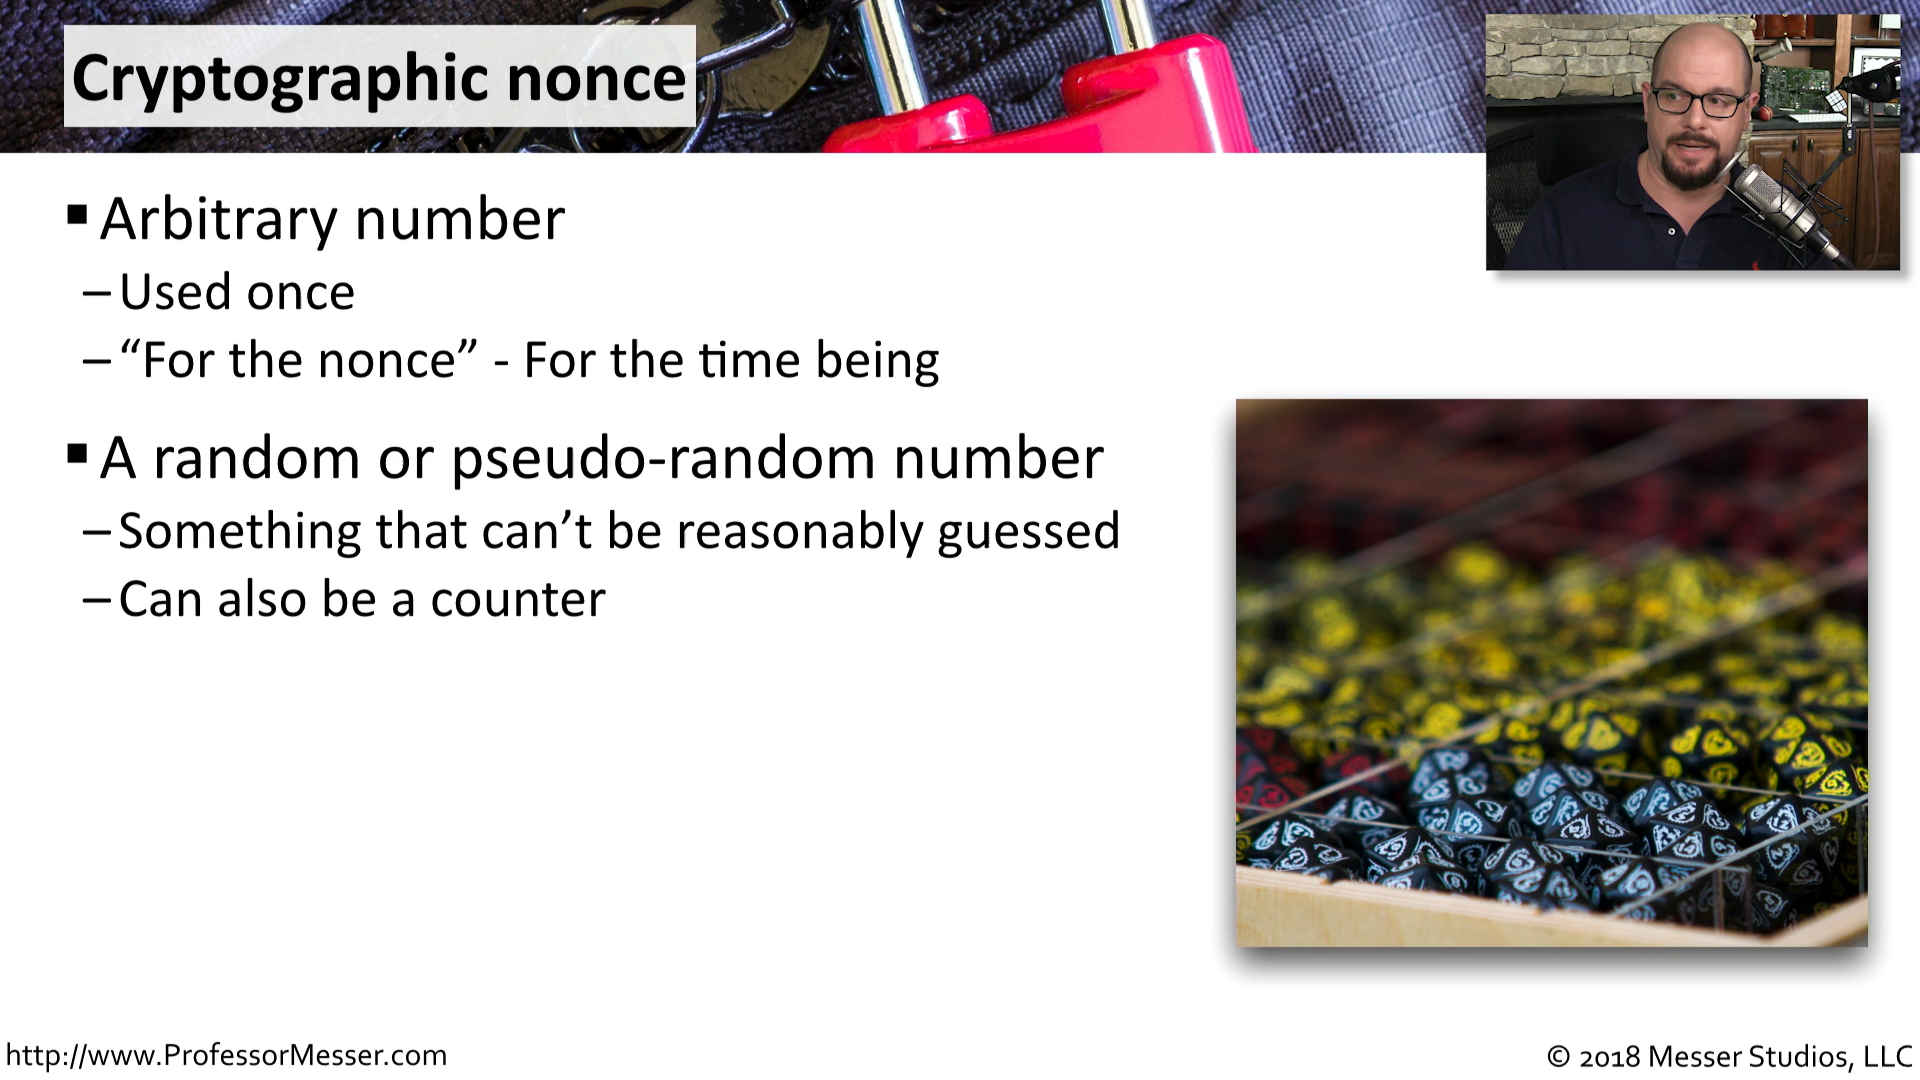 Cryptographic nonce
▪ Arbitrary number
– Used once
– “For the nonce” - For the time being
▪ A random or pseudo-random number
– Something that can’t be reasonably guessed
– Can also be a counter
http://www.ProfessorMesser.com
© 2018 Messer Studios, LLC